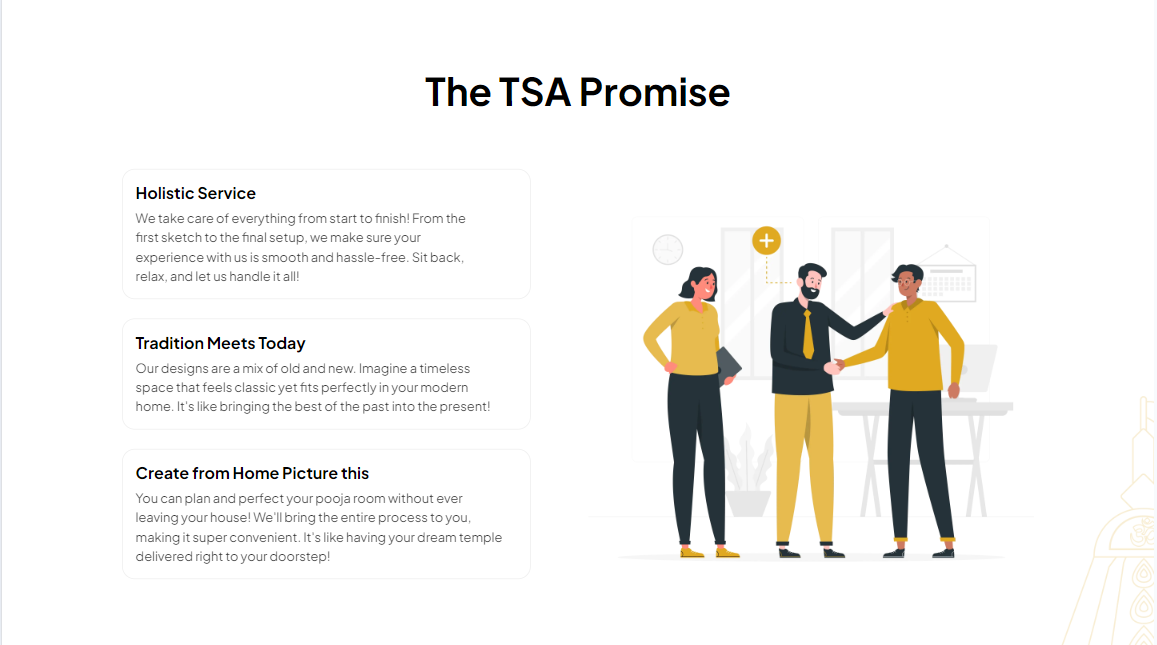 The TSA Promise
Holistic Service
We take care of everything from start to finish! From the
first sketch to the final setup, we make sure your
experience with us is smooth and hassle-free. Sit back,
relax, and let us handle it all!
Tradition Meets Today
Our designs are a mix of old and new. Imagine a timeless
space that feels classic yet fits perfectly in your modern
home. It's like bringing the best of the past into the present!
Create from Home Picture this
You can plan and perfect your pooja room without ever
leaving your house! We'll bring the entire process to you,
making it super convenient. It's like having your dream temple
delivered right to your doorstep!